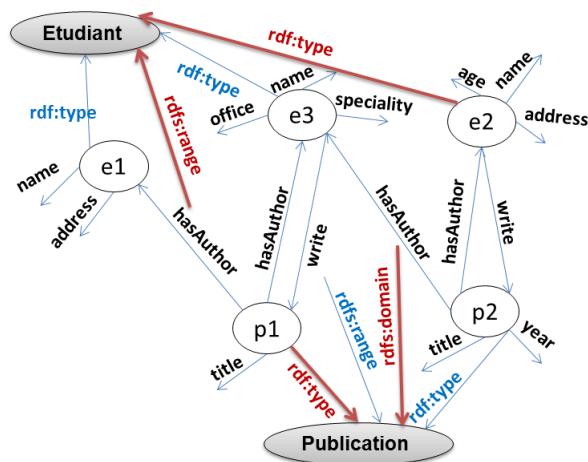 Etudiant
rdf:type
name
age
name
rdf:type
office
e3
speciality
e2
address
rdf:type
rdfs:range
name
e1
address
hasAuthor
hasAuthor
write
hasAuthor
hasAuthor
write
p1
rdfs:range
rdfs:domain
p2
title
rdf:type
title
year
rdf:type
Publication